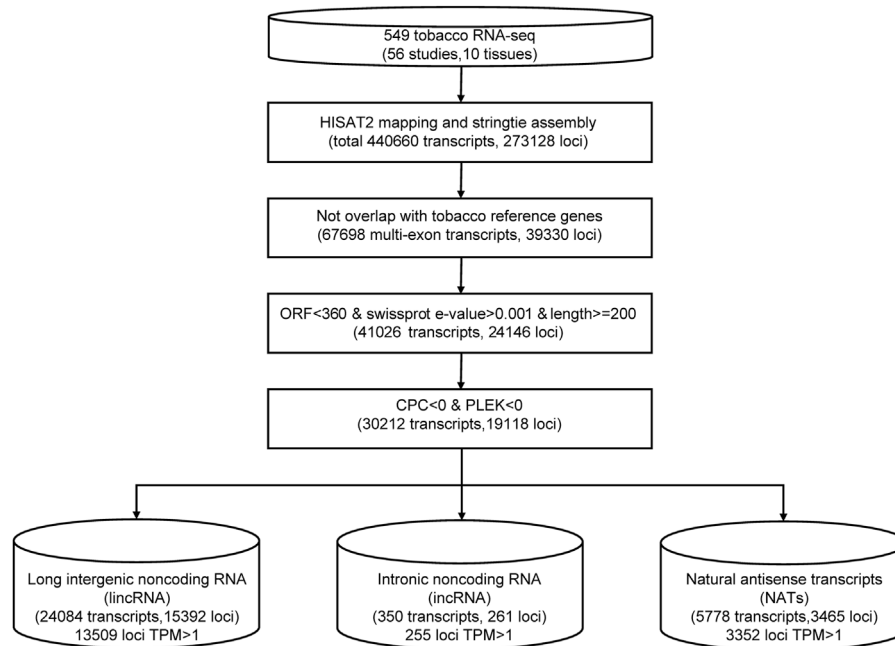 549 tobacco RNA-seq
(56 studies,10 tissues)
HISAT2 mapping and stringtie assembly
(total 440660 transcripts, 273128 loci)
Not overlap with tobacco reference genes
(67698 multi-exon transcripts, 39330 loci)
ORF<360 & swissprot e-value>0.001 & length>=200
(41026 transcripts, 24146 loci)
CPC<0 & PLEK<0
(30212 transcripts,19118 loci)
Long intergenic noncoding RNA
(lincRNA)
(24084 transcripts,15392 loci)
13509 loci TPM>1
Intronic noncoding RNA
(incRNA)
(350 transcripts, 261 loci)
255 loci TPM>1
Natural antisense transcripts
(NATs)
(5778 transcripts,3465 loci)
3352 loci TPM>1